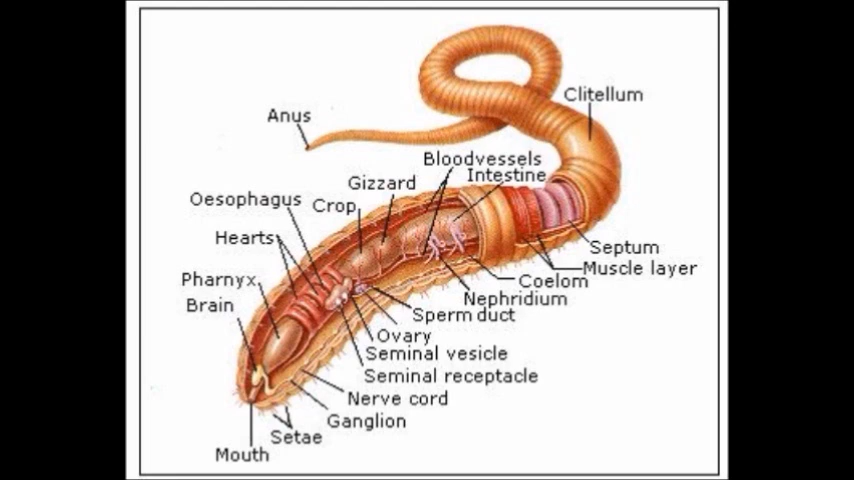 Clitellum
Anus
Bloodvessels
Intestine
Gizzard
Oesophagus
Crop
Hearts
Septum
Muscle layer
Pharnyx
Coelom
Nephridium
Brain
Sperm duct
Ovary
Seminal vesicle
Seminal receptacle
Nerve cord
Ganglion
Setae
Mouth